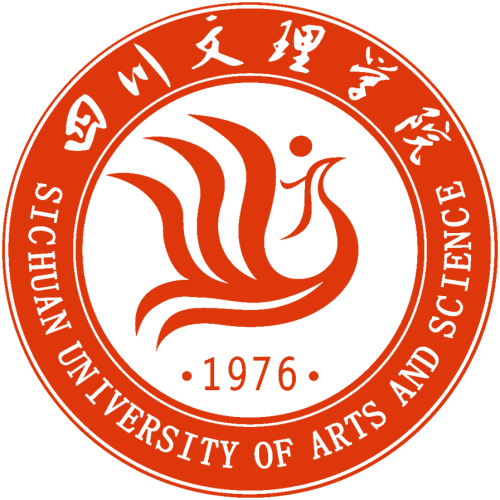 四川文理学院
SICHUAN UNIVERSITY OF ARTS AND SCIENCE
·1976·